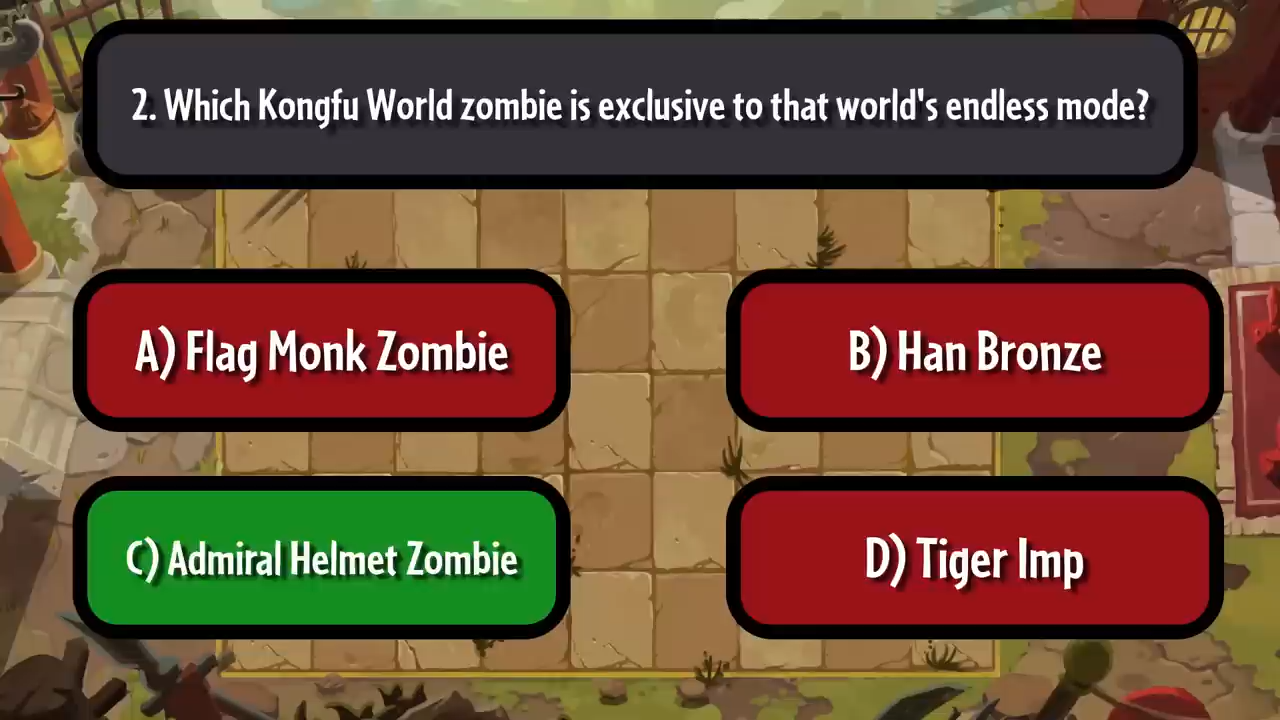 2. Which Kongfu World zombie is exclusive to that world's endless mode?
A) Flag Monk Zombie
B) Han Bronze
C) Admiral Helmet Zombie
D) Tiger Imp